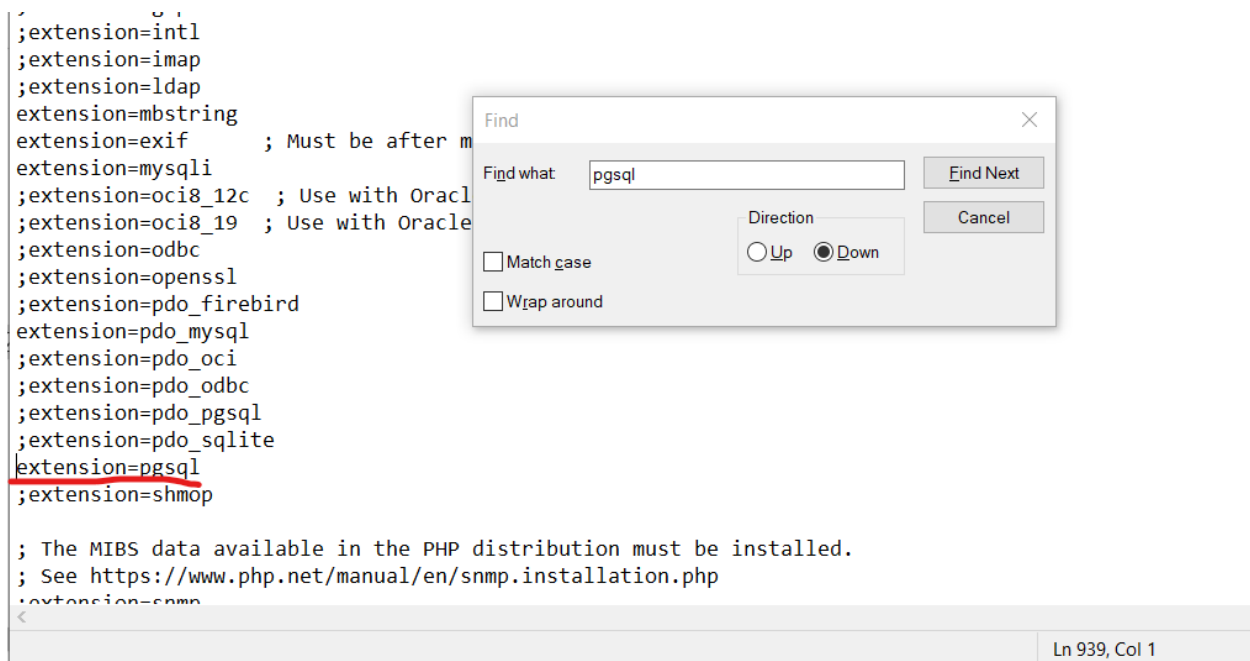 ;extension=intl
;extension=imap
;extension=ldap
extension=mbstring
extension=exif      ; Must be after m
extension=mysqli
;extension=oci8_12c  ; Use with Oracl
;extension=oci8_19  ; Use with Oracle
;extension=odbc
;extension=openssl
;extension=pdo_firebird
extension=pdo_mysql
;extension=pdo_oci
;extension=pdo_odbc
;extension=pdo_pgsql
;extension=pdo_sqlite
extension=pgsql
;extension=shmop
; The MIBS data available in the PHP distribution must be installed.
; See https://www.php.net/manual/en/snmp.installation.php
;extension=snmp
Find
Find what:
pgsql
Find Next
Cancel
Direction
Up
Down
Match case
Wrap around
Ln 939, Col 1